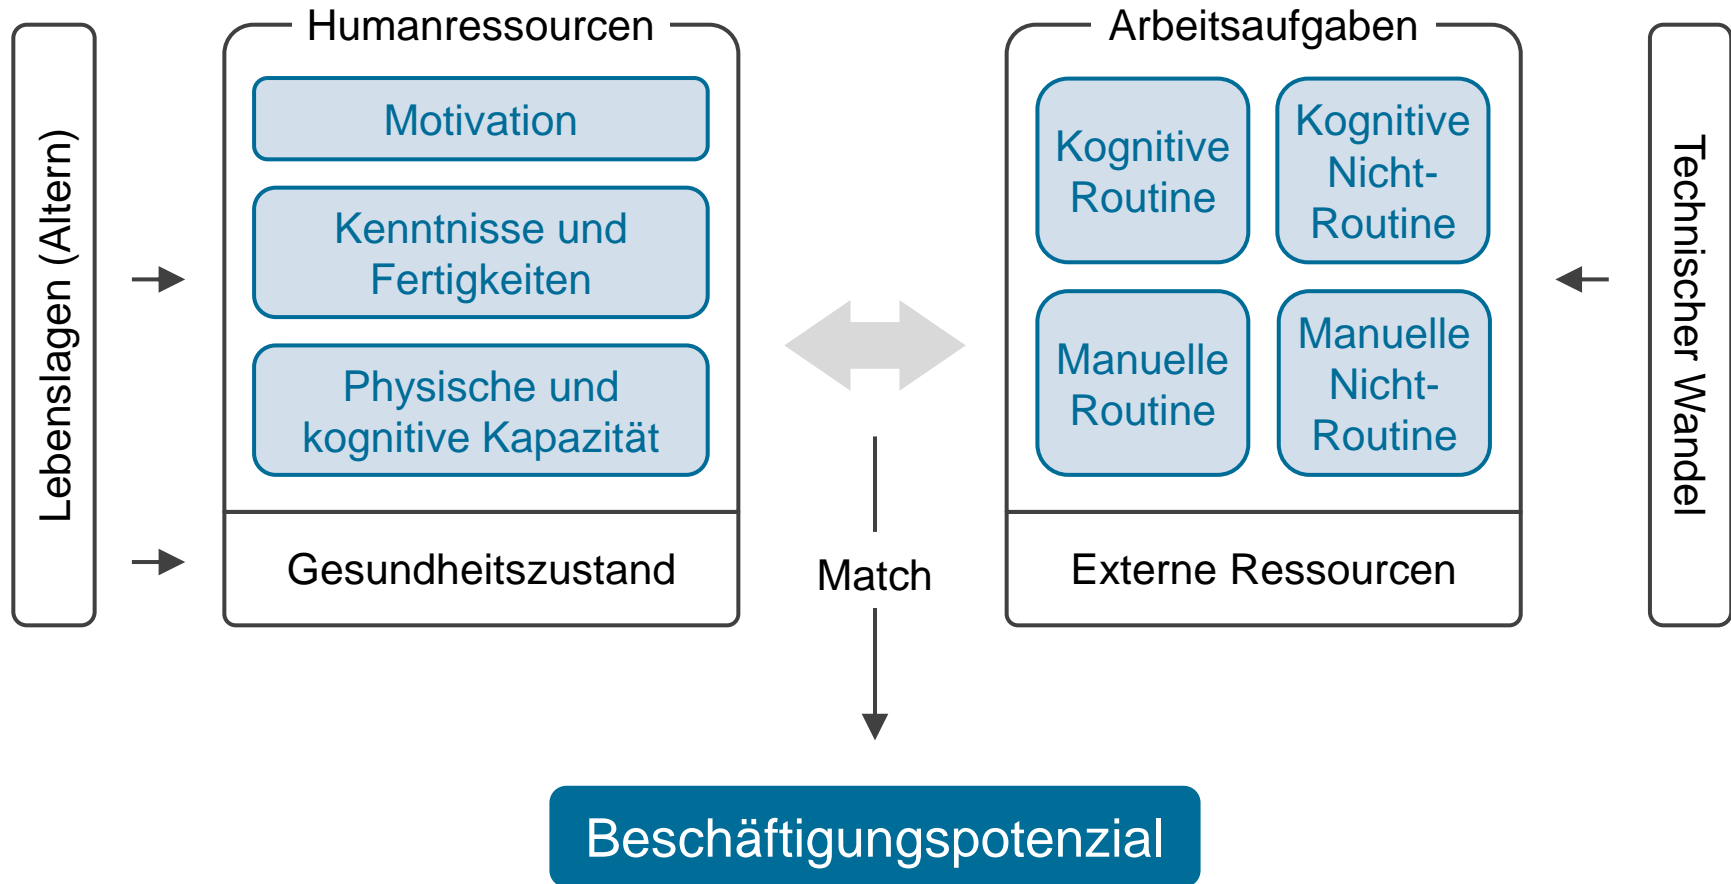 Lebenslagen (Altern)
Humanressourcen
Motivation
Kenntnisse und
Fertigkeiten
Physische und
kognitive Kapazität
Gesundheitszustand
Match
Arbeitsaufgaben
Kognitive
Routine
Kognitive
Nicht-
Routine
Manuelle
Routine
Manuelle
Nicht-
Routine
Externe Ressourcen
Technischer Wandel
Beschäftigungspotenzial